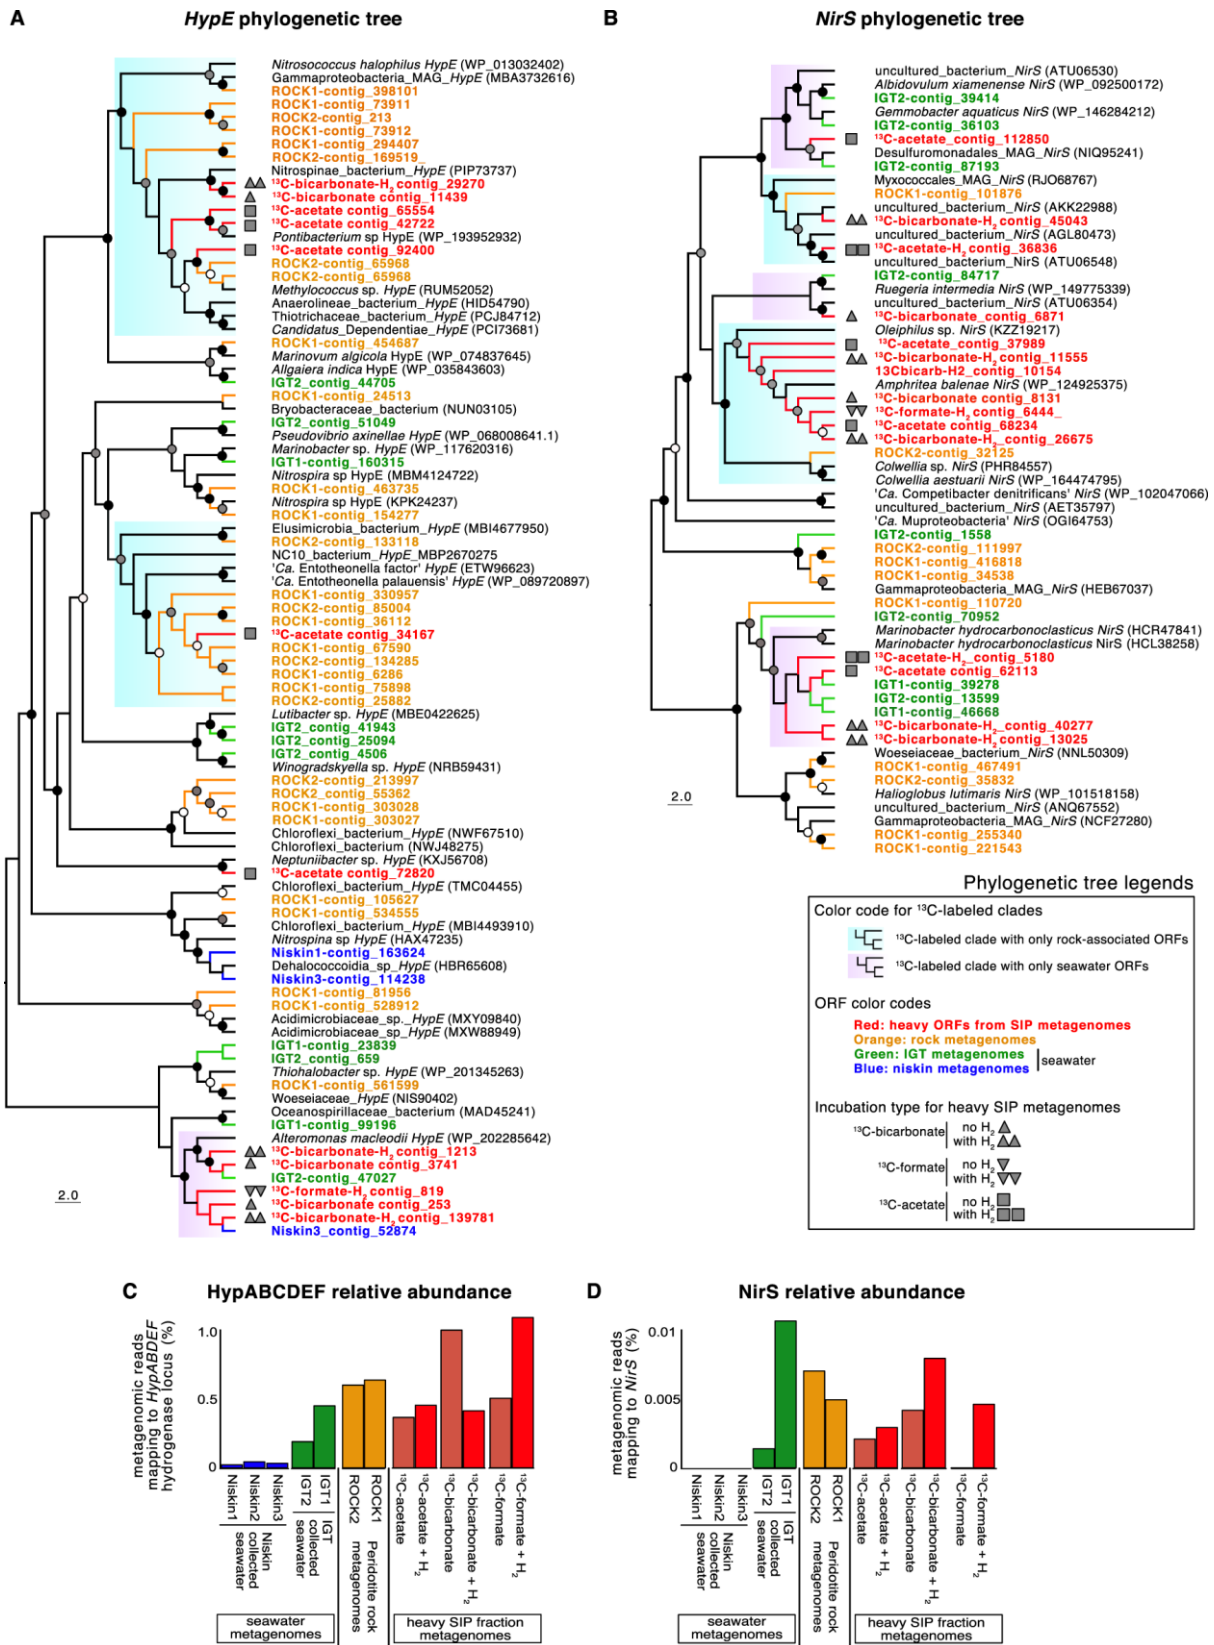 A
HypE phylogenetic tree
Nitrosococcus halophilus HypE (WP_013032402)
Gammaproteobacteria_MAG_HypE (MBA3732616)
ROCK1-contig_398101
ROCK1-contig_73911
ROCK2-contig_213
ROCK1-contig_73912
ROCK1-contig_294407
ROCK2-contig_169519_
Nitrospinae_bacterium_HypE (PIP73737)
¹³C-bicarbonate-H₂ contig_29270
¹³C-bicarbonate contig_11439
¹³C-acetate contig_65554
¹³C-acetate contig_42722
Pontibacterium sp HypE (WP_193952932)
¹³C-acetate contig_92400
ROCK2-contig_65968
ROCK2-contig_65968
Methylococcus sp. HypE (RUM52052)
Anaerolineae_bacterium_HypE (HID54790)
Thiotrichaceae_bacterium_HypE (PCJ84712)
Candidatus_Dependentiae_HypE (PCI73681)
ROCK1-contig_454687
Marinovum algicola HypE (WP_074837645)
Allgaiera indica HypE (WP_035843603)
IGT2_contig_44705
ROCK1-contig_24513
Bryobacteraceae_bacterium (NUN03105)
IGT2_contig_51049
Pseudovibrio axinellae HypE (WP_068008641.1)
Marinobacter sp. HypE (WP_117620316)
IGT1-contig_160315
Nitrospira sp HypE (MBM4124722)
ROCK1-contig_463735
Nitrospira sp HypE (KPK24237)
ROCK1-contig_154277
Elusimicrobia_bacterium_HypE (MBI4677950)
ROCK2-contig_133118
NC10_bacterium_HypE_MBP2670275
'Ca. Entotheonella factor' HypE (ETW96623)
'Ca. Entotheonella palauensis' HypE (WP_089720897)
ROCK1-contig_330957
ROCK2-contig_85004
ROCK1-contig_36112
¹³C-acetate contig_34167
ROCK1-contig_67590
ROCK2-contig_134285
ROCK1-contig_6286
ROCK1-contig_75898
ROCK2-contig_25882
Lutibacter sp. HypE (MBE0422625)
IGT2_contig_41943
IGT2_contig_25094
IGT2_contig_4506
Winogradskyella sp. HypE (NRB59431)
ROCK2-contig_213997
ROCK2-contig_55362
ROCK1-contig_303028
ROCK1-contig_303027
Chloroflexi_bacterium_HypE (NWF67510)
Chloroflexi_bacterium (NWJ48275)
Neptuniibacter sp. HypE (KXJ56708)
¹³C-acetate contig_72820
Chloroflexi_bacterium_HypE (TMC04455)
ROCK1-contig_105627
ROCK1-contig_534555
Chloroflexi_bacterium_HypE (MBI4493910)
Nitrospina sp HypE (HAX47235)
Niskin1-contig_163624
Dehalococcoidia_sp_HypE (HBR65608)
Niskin3-contig_114238
ROCK1-contig_81956
ROCK1-contig_528912
Acidimicrobiaceae_sp._HypE (MXY09840)
Acidimicrobiaceae_sp_HypE (MXW88949)
IGT1-contig_23839
IGT2_contig_659
Thiohalobacter sp. HypE (WP_201345263)
ROCK1-contig_561599
Woeseiaceae_HypE (NIS90402)
Oceanospirillaceae_bacterium (MAD45241)
IGT1-contig_99196
Alteromonas macleodii HypE (WP_202285642)
¹³C-bicarbonate-H₂ contig_1213
¹³C-bicarbonate contig_3741
IGT2-contig_47027
¹³C-formate-H₂ contig_819
¹³C-bicarbonate contig_253
¹³C-bicarbonate-H₂ contig_139781
Niskin3_contig_52874
2.0
B
NirS phylogenetic tree
uncultured_bacterium_NirS (ATU06530)
Albidovulum xiamenense NirS (WP_092500172)
IGT2-contig_39414
Gemmobacter aquaticus NirS (WP_146284212)
IGT2-contig_36103
¹³C-acetate_contig_112850
Desulfuromonadales_MAG_NirS (NIQ95241)
IGT2-contig_87193
Myxococcales_MAG_NirS (RJO68767)
ROCK1-contig_101876
uncultured_bacterium_NirS (AKK22988)
¹³C-bicarbonate-H₂ contig_45043
uncultured_bacterium_NirS (AGL80473)
¹³C-acetate-H₂ contig_36836
uncultured_bacterium_NirS (ATU06548)
IGT2-contig_84717
Ruegeria intermedia NirS (WP_149775339)
uncultured_bacterium_NirS (ATU06354)
¹³C-bicarbonate_contig_6871
Oleiphilus sp. NirS (KZZ19217)
¹³C-acetate_contig_37989
¹³C-bicarbonate-H₂ contig_11555
13Cbicarb-H2_contig_10154
Amphritea balenae NirS (WP_124925375)
¹³C-bicarbonate contig_8131
¹³C-formate-H₂ contig_6444_
¹³C-acetate contig_68234
¹³C-bicarbonate-H₂_contig_26675
ROCK2-contig_32125
Colwellia sp. NirS (PHR84557)
Colwellia aestuarii NirS (WP_164474795)
'Ca. Competibacter denitrificans' NirS (WP_102047066)
uncultured_bacterium_NirS (AET35797)
'Ca. Muproteobacteria' NirS (OGI64753)
IGT2-contig_1558
ROCK2-contig_111997
ROCK1-contig_416818
ROCK1-contig_34538
Gammaproteobacteria_MAG_NirS (HEB67037)
ROCK1-contig_110720
IGT2-contig_70952
Marinobacter hydrocarbonoclasticus NirS (HCR47841)
Marinobacter hydrocarbonoclasticus NirS (HCL38258)
¹³C-acetate-H₂_contig_5180
¹³C-acetate contig_62113
IGT1-contig_39278
IGT2-contig_13599
IGT1-contig_46668
¹³C-bicarbonate-H₂_contig_40277
¹³C-bicarbonate-H₂ contig_13025
Woeseiaceae_bacterium_NirS (NNL50309)
ROCK1-contig_467491
ROCK2-contig_35832
Halioglobus lutimaris NirS (WP_101518158)
uncultured_bacterium_NirS (ANQ67552)
Gammaproteobacteria_MAG_NirS (NCF27280)
ROCK1-contig_255340
ROCK1-contig_221543
2.0
Phylogenetic tree legends
Color code for ¹³C-labeled clades
¹³C-labeled clade with only rock-associated ORFs
¹³C-labeled clade with only seawater ORFs
ORF color codes
Red: heavy ORFs from SIP metagenomes
Orange: rock metagenomes
Green: IGT metagenomes
Blue: niskin metagenomes
seawater
Incubation type for heavy SIP metagenomes
¹³C-bicarbonate
no H₂
with H₂
¹³C-formate
no H₂
with H₂
¹³C-acetate
no H₂
with H₂
C
HypABCDEF relative abundance
metagenomic reads
mapping to HypABDEF
hydrogenase locus (%)
1.0
0.5
0
Niskin1
Niskin2
Niskin3
IGT2
IGT1
ROCK2
ROCK1
¹³C-acetate
¹³C-acetate + H₂
¹³C-bicarbonate
¹³C-bicarbonate + H₂
¹³C-formate
¹³C-formate + H₂
Niskin
collected
seawater
IGT
collected
seawater
Peridotite rock
metagenomes
seawater
metagenomes
heavy SIP fraction
metagenomes
D
NirS relative abundance
metagenomic reads
mapping to NirS (%)
0.01
0.005
0
Niskin1
Niskin2
Niskin3
IGT2
IGT1
ROCK2
ROCK1
¹³C-acetate
¹³C-acetate + H₂
¹³C-bicarbonate
¹³C-bicarbonate + H₂
¹³C-formate
¹³C-formate + H₂
Niskin
collected
seawater
IGT
collected
seawater
Peridotite rock
metagenomes
seawater
metagenomes
heavy SIP fraction
metagenomes